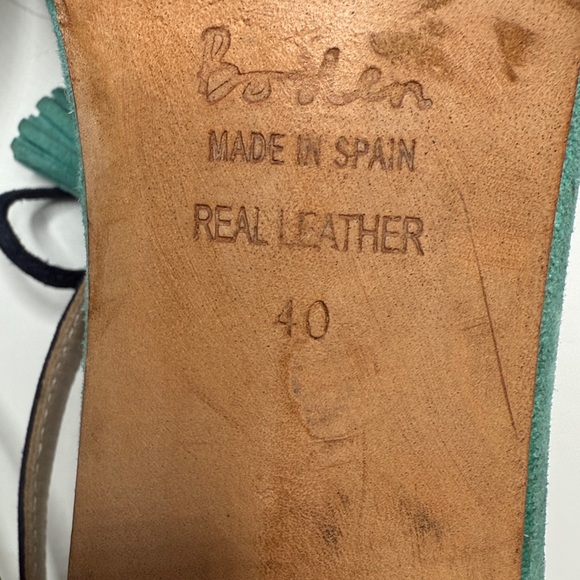 Boden
MADE IN SPAIN
REAL LEATHER
40